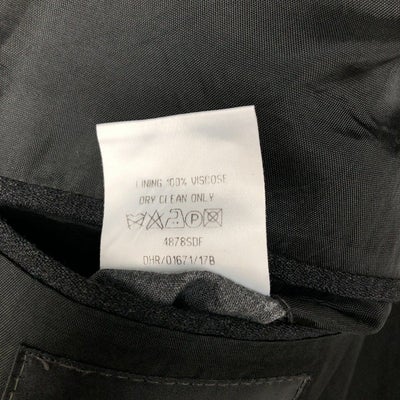 LINING 100% VISCOSE
DRY CLEAN ONLY
P
4878SDF
DHR/01671/17B